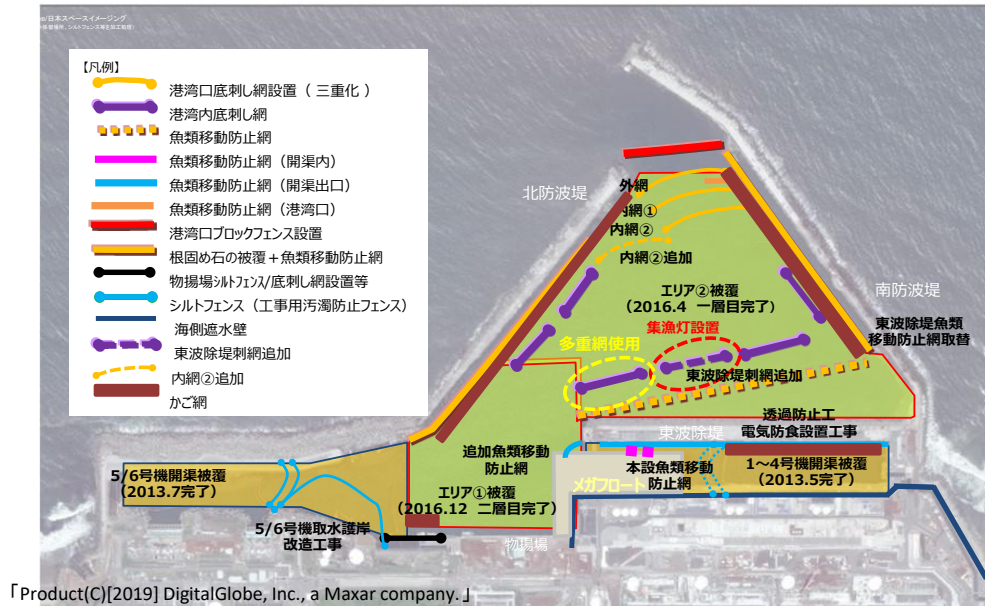 m/日本スペースイメージング
【凡例】
港湾口底刺し網設置（ 三重化 ）
港湾内底刺し網
魚類移動防止網
魚類移動防止網（開渠内）
魚類移動防止網（開渠出口）
魚類移動防止網（港湾口）
港湾口ブロックフェンス設置
根固め石の被覆＋魚類移動防止網
物揚場ｼﾙﾄﾌｪﾝｽ/底刺し網設置等
シルトフェンス（工事用汚濁防止フェンス）
海側遮水壁
東波除堤刺網追加
内網②追加
かご網
北防波堤
外網
内網①
内網②
内網②追加
エリア②被覆
（2016.4 一層目完了）
南防波堤
東波除堤魚類
移動防止網取替
集漁灯設置
多重網使用
東波除堤刺網追加
透過防止工
電気防食設置工事
東波除堤
追加魚類移動
防止網
本設魚類移動
防止網
1～4号機開渠被覆
（2013.5完了）
5/6号機開渠被覆
（2013.7完了）
メガフロート
エリア①被覆
（2016.12 二層目完了）
5/6号機取水護岸
改造工事
物揚場
「Product(C)[2019] DigitalGlobe, Inc., a Maxar company.」